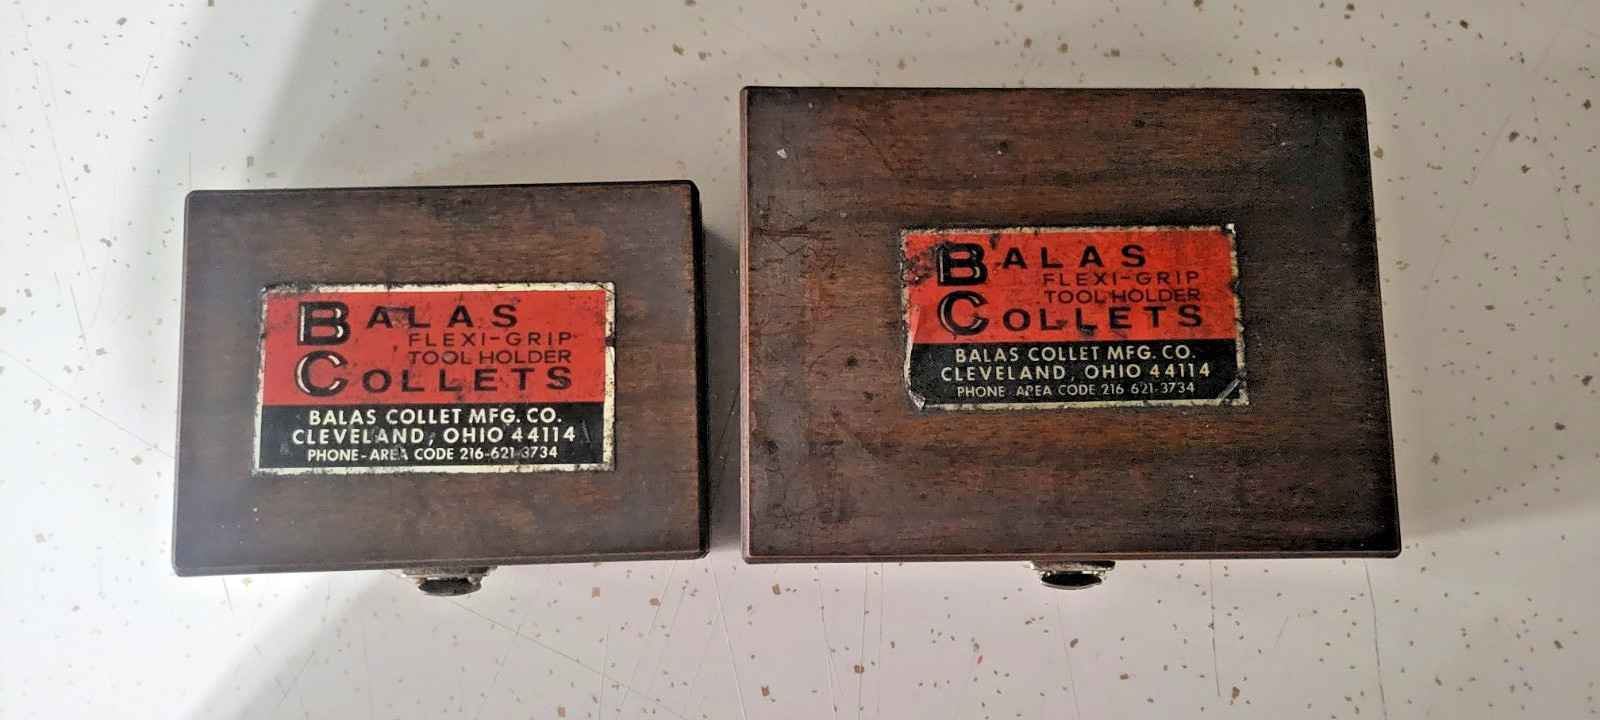 BALAS
FLEXI-GRIP
TOOL HOLDER
COLLETS
BALAS COLLET MFG. CO.
CLEVELAND, OHIO 44114
PHONE-AREA CODE 216-621-3734
BALAS
FLEXI-GRIP
TOOL HOLDER
COLLETS
BALAS COLLET MFG. CO.
CLEVELAND, OHIO 44114
PHONE AREA CODE 216 621-3734